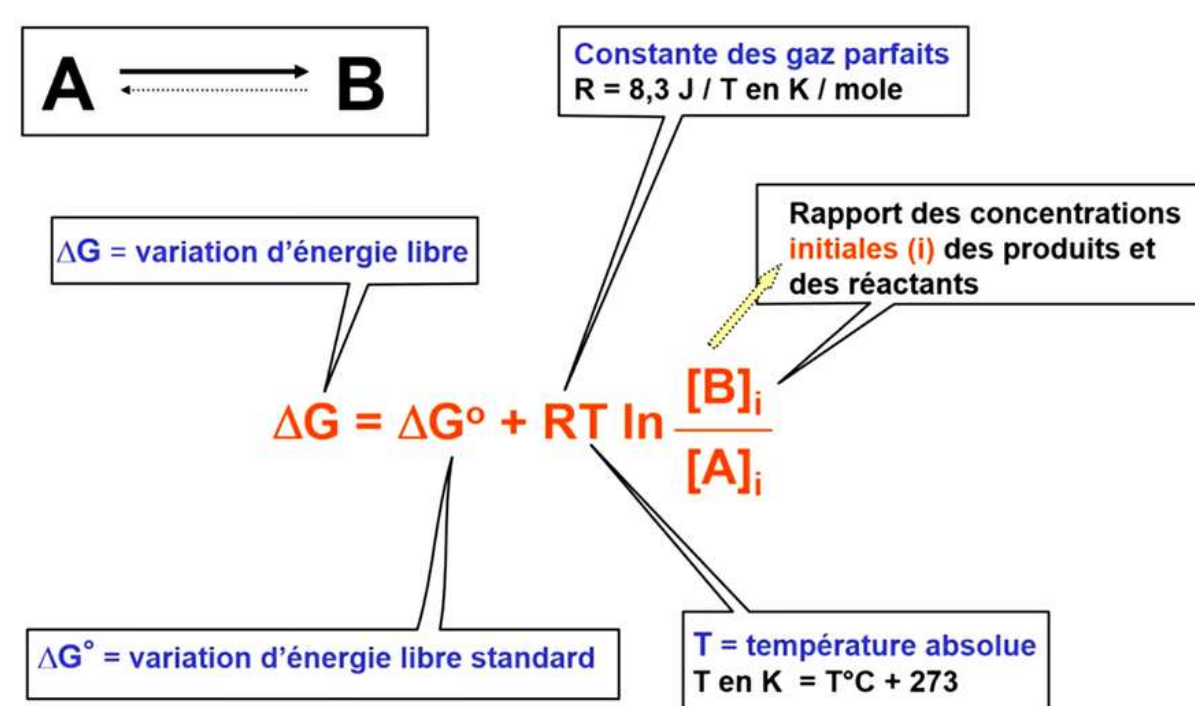 A B
Constante des gaz parfaits
R = 8,3 J / T en K / mole
Rapport des concentrations
initiales (i) des produits et
des réactants
ΔG = variation d’énergie libre
ΔG = ΔGº + RT ln [B]i
[A]i
ΔG° = variation d’énergie libre standard
T = température absolue
T en K = T°C + 273